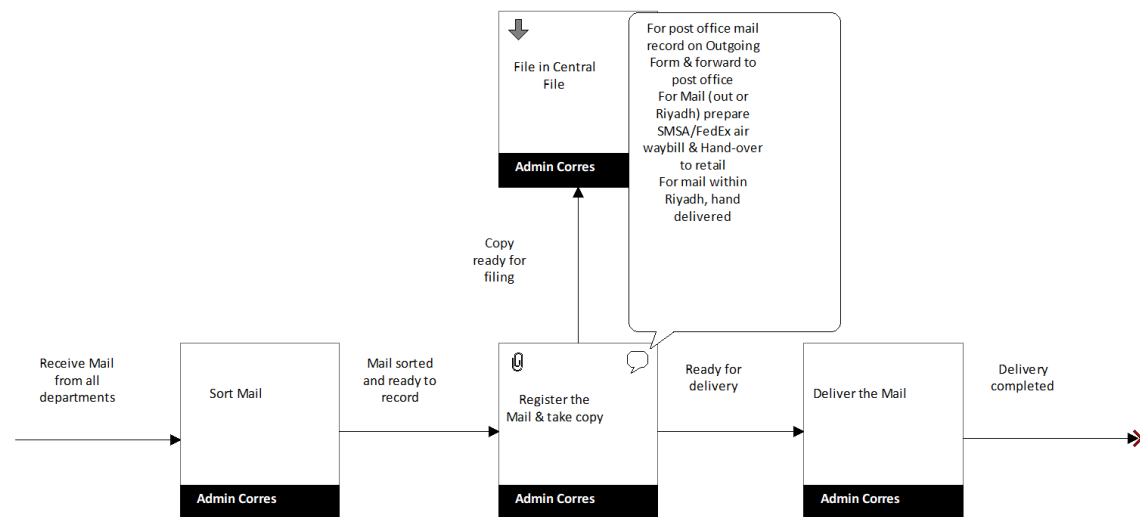 File in Central
File
Admin Corres
For post office mail
record on Outgoing
Form & forward to
post office
For Mail (out or
Riyadh) prepare
SMSA/FedEx air
waybill & Hand-over
to retail
For mail within
Riyadh, hand
delivered
Copy
ready for
filing
Receive Mail
from all
departments
Sort Mail
Admin Corres
Mail sorted
and ready to
record
Register the
Mail & take copy
Admin Corres
Ready for
delivery
Deliver the Mail
Admin Corres
Delivery
completed